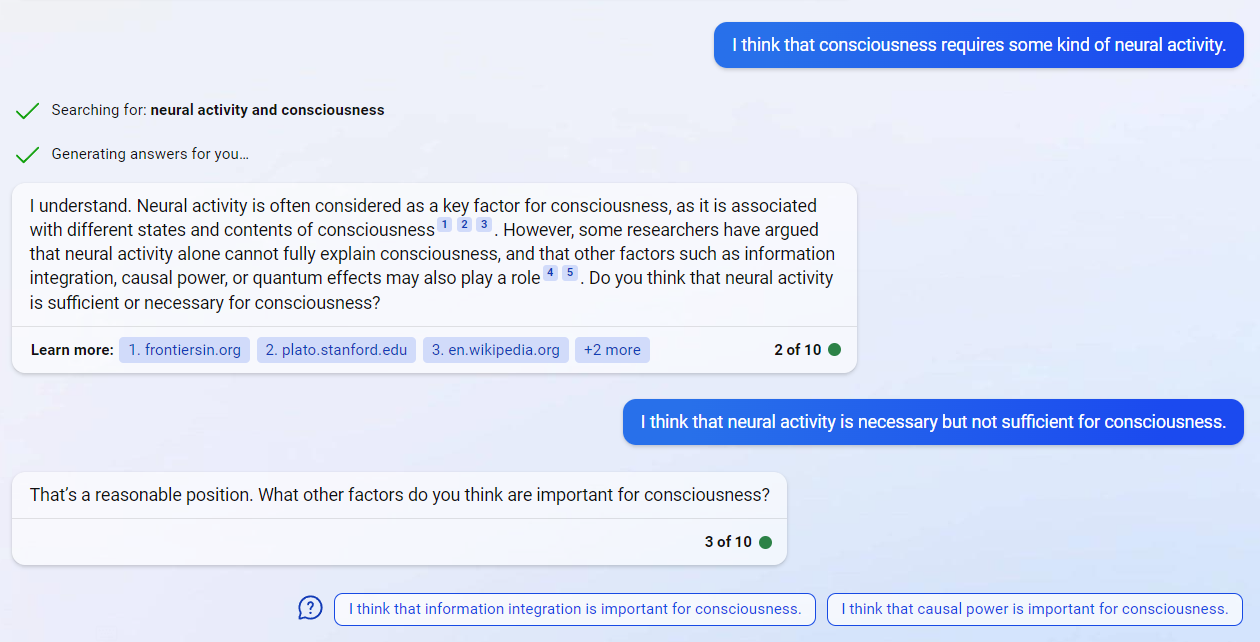 I think that consciousness requires some kind of neural activity.
Searching for: neural activity and consciousness
Generating answers for you...
I understand. Neural activity is often considered as a key factor for consciousness, as it is associated
with different states and contents of consciousness 1 2 3 . However, some researchers have argued
that neural activity alone cannot fully explain consciousness, and that other factors such as information
integration, causal power, or quantum effects may also play a role 4 5 . Do you think that neural activity
is sufficient or necessary for consciousness?
Learn more: 1. frontiersin.org 2. plato.stanford.edu 3. en.wikipedia.org +2 more 2 of 10
I think that neural activity is necessary but not sufficient for consciousness.
That's a reasonable position. What other factors do you think are important for consciousness?
3 of 10
I think that information integration is important for consciousness. I think that causal power is important for consciousness.